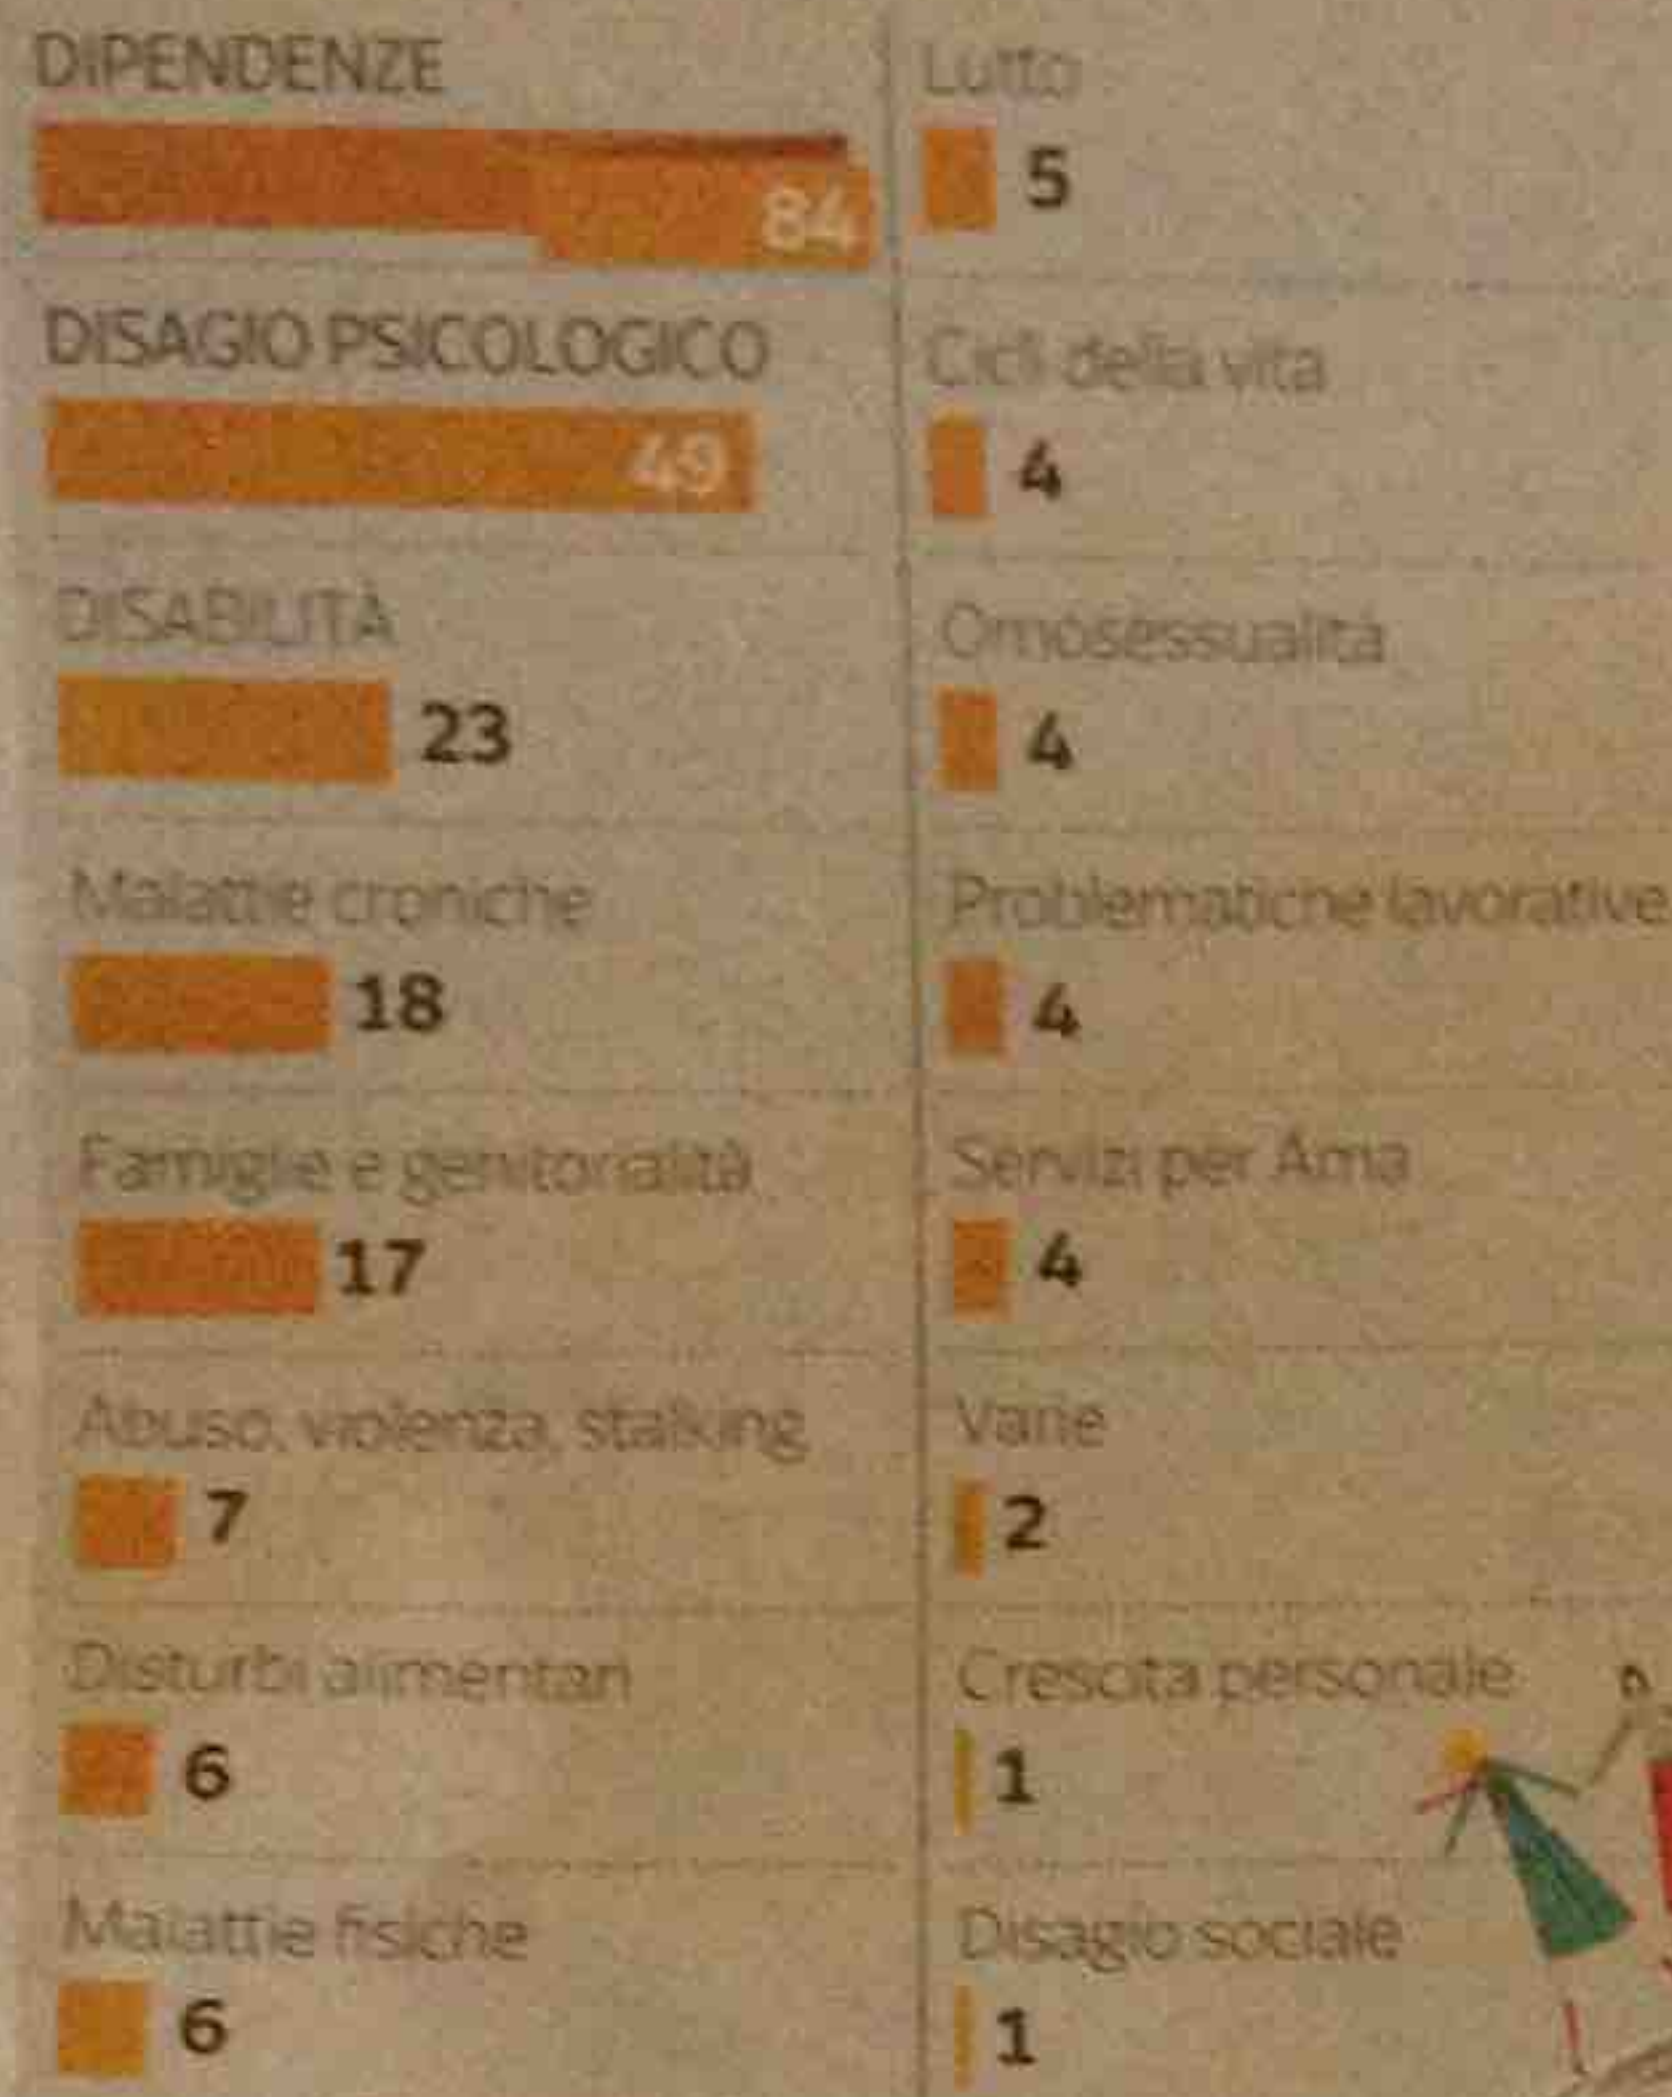 DIPENDENZE
84
DISAGIO PSICOLOGICO
49
DISABILITÀ
23
Malattie croniche
18
Famiglie e genitorialità
17
Abuso, violenza, stalking
7
Disturbi alimentari
6
Malattie fisiche
6
Lutto
5
Cicli della vita
4
Omosessualità
4
Problematiche lavorative
4
Servizi per Ama
4
Varie
2
Crescita personale
1
Disagio sociale
1